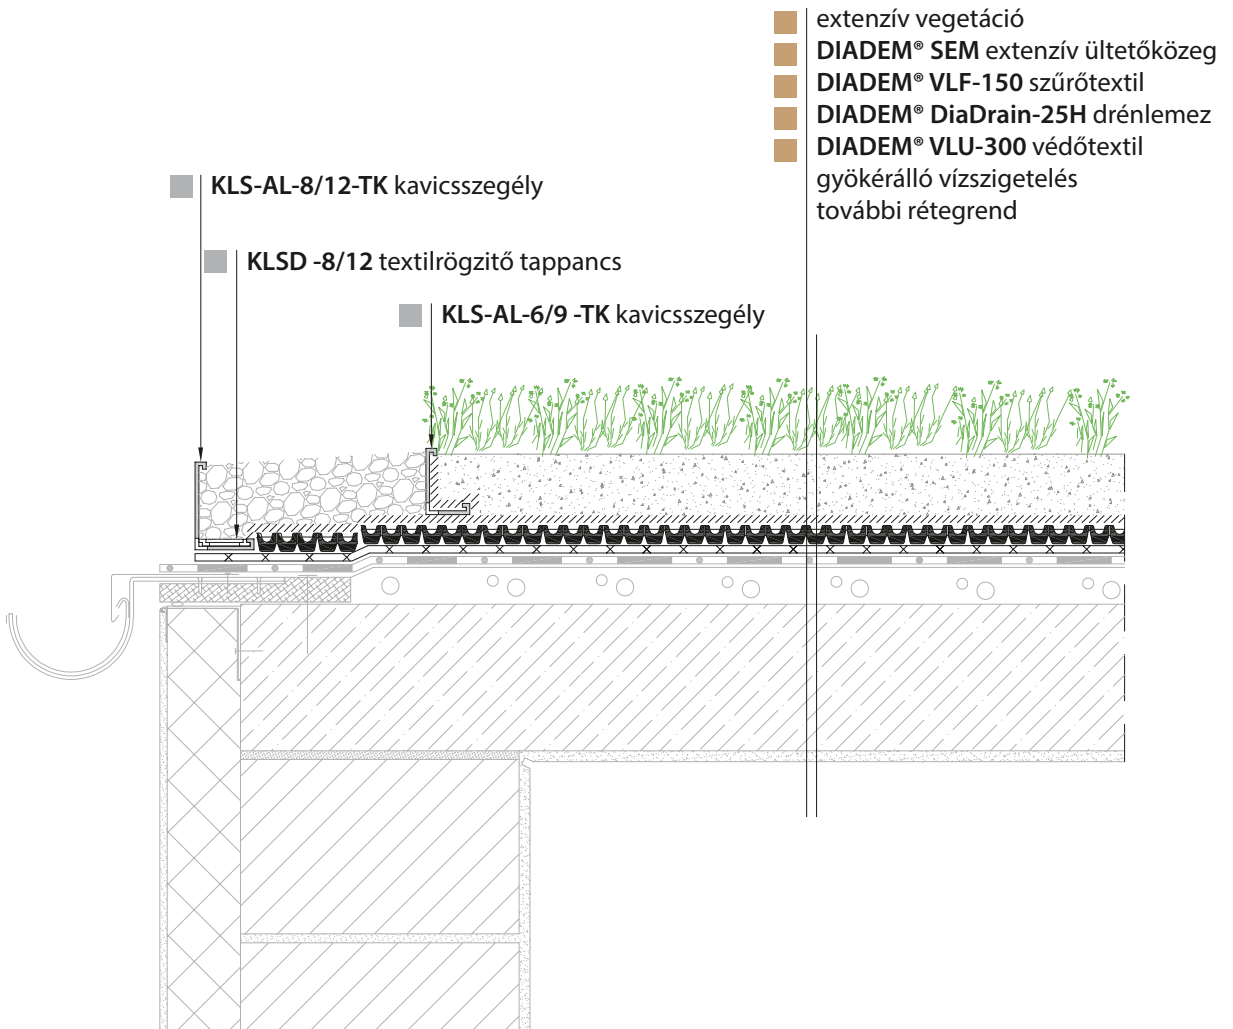 extenzív vegetáció
DIADEM® SEM extenzív ültetőközeg
DIADEM® VLF-150 szűrőtextil
DIADEM® DiaDrain-25H drénlemez
DIADEM® VLU-300 védőtextil
gyökérálló vízszigetelés
további rétegrend
KLS-AL-8/12-TK kavicsszegély
KLSD -8/12 textilrögzitő tappancs
KLS-AL-6/9 -TK kavicsszegély